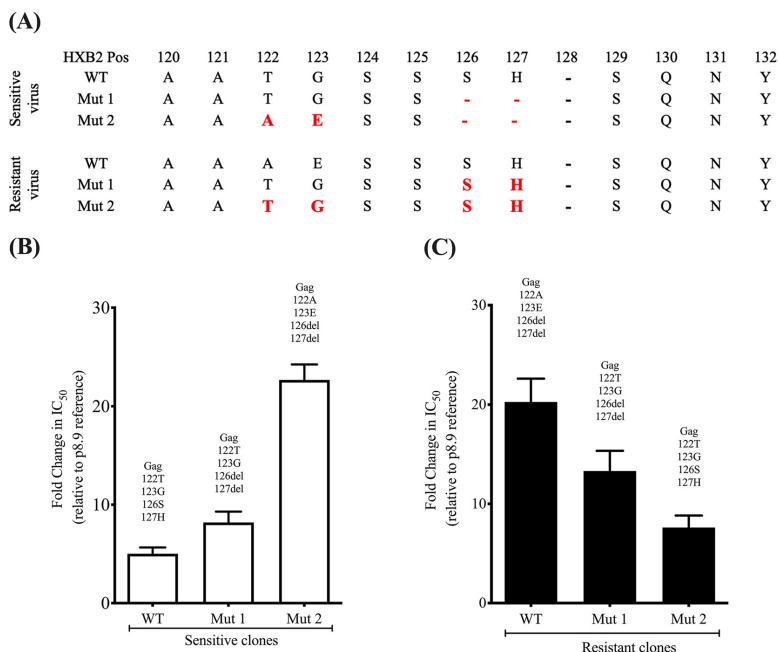 (A)
HXB2 Pos 120 121 122 123 124 125 126 127 128 129 130 131 132
Sensitive virus
WT A A T G S S S H - S Q N Y
Mut 1 A A T G S S - - - S Q N Y
Mut 2 A A A E S S - - - S Q N Y
Resistant virus
WT A A A E S S S H - S Q N Y
Mut 1 A A T G S S S H - S Q N Y
Mut 2 A A T G S S S H - S Q N Y
(B)
Fold Change in IC50
(relative to p8.9 reference)
30
20
10
0
Gag
122T
123G
126S
127H
Gag
122T
123G
126del
127del
Gag
122A
123E
126del
127del
WT Mut 1 Mut 2
Sensitive clones
(C)
Fold Change in IC50
(relative to p8.9 reference)
30
20
10
0
Gag
122A
123E
126del
127del
Gag
122T
123G
126del
127del
Gag
122T
123G
126S
127H
WT Mut 1 Mut 2
Resistant clones